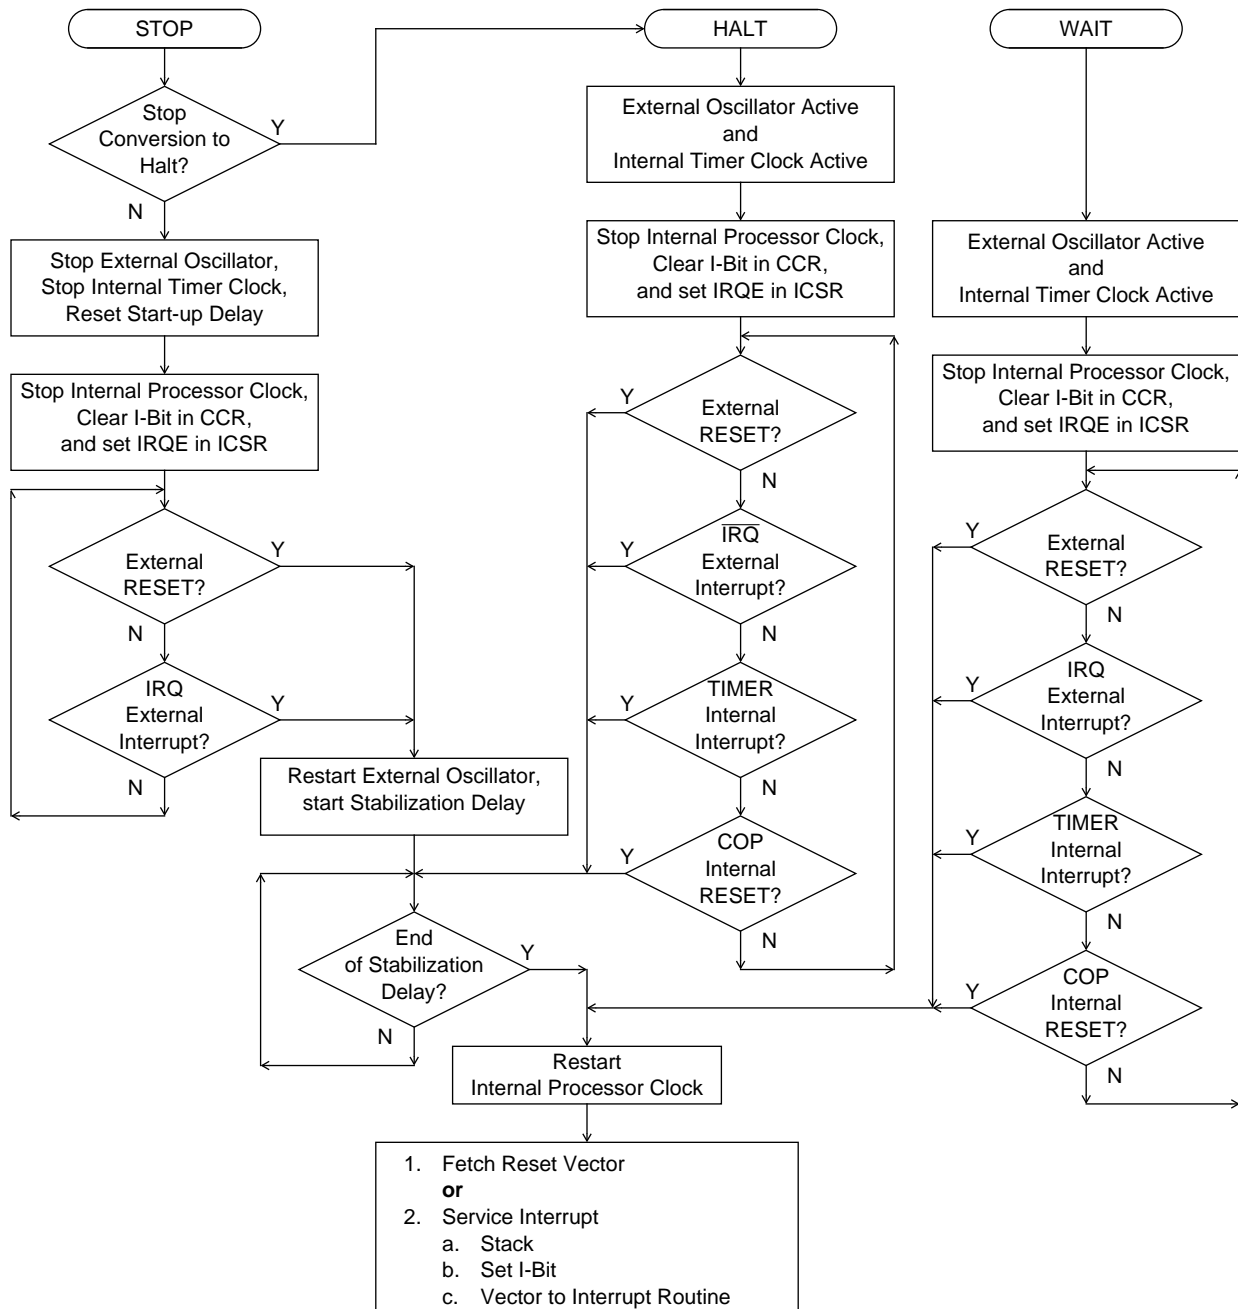 STOP
HALT
WAIT
Stop
Conversion to
Halt?
Y
N
Stop External Oscillator,
Stop Internal Timer Clock,
Reset Start-up Delay
Stop Internal Processor Clock,
Clear I-Bit in CCR,
and set IRQE in ICSR
External
RESET?
Y
N
IRQ
External
Interrupt?
Y
N
Restart External Oscillator,
start Stabilization Delay
End
of Stabilization
Delay?
Y
N
External Oscillator Active
and
Internal Timer Clock Active
Stop Internal Processor Clock,
Clear I-Bit in CCR,
and set IRQE in ICSR
Y
External
RESET?
N
Y
IRQ
External
Interrupt?
N
Y
TIMER
Internal
Interrupt?
N
Y
COP
Internal
RESET?
N
External Oscillator Active
and
Internal Timer Clock Active
Stop Internal Processor Clock,
Clear I-Bit in CCR,
and set IRQE in ICSR
Y
External
RESET?
N
Y
IRQ
External
Interrupt?
N
Y
TIMER
Internal
Interrupt?
N
Y
COP
Internal
RESET?
N
Restart
Internal Processor Clock
1. Fetch Reset Vector
or
2. Service Interrupt
a. Stack
b. Set I-Bit
c. Vector to Interrupt Routine